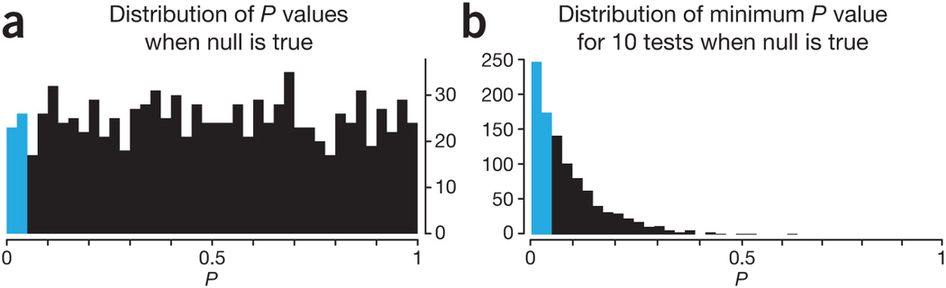 a
Distribution of P values
when null is true
30
20
10
0
0
0.5
1
P
b
Distribution of minimum P value
for 10 tests when null is true
250
200
150
100
50
0
0
0.5
1
P